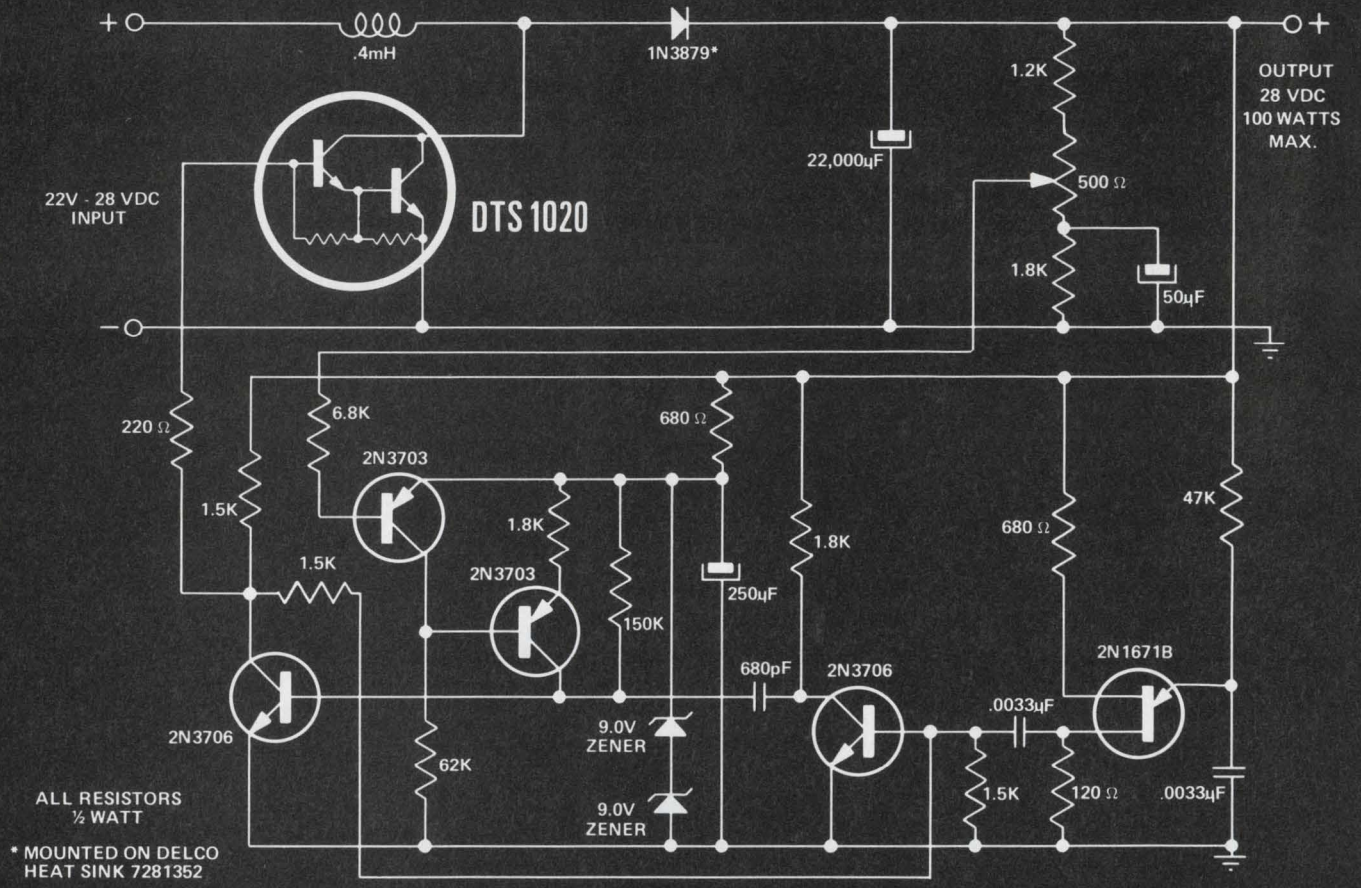 +
.4mH
1N3879*
+
1.2K
OUTPUT
28 VDC
100 WATTS
MAX.
22,000µF
500 Ω
22V - 28 VDC
INPUT
DTS 1020
1.8K
50µF
−
220 Ω
6.8K
680 Ω
2N3703
1.5K
1.8K
1.8K
680 Ω
47K
1.5K
2N3703
250µF
150K
680pF
2N3706
2N1671B
.0033µF
2N3706
9.0V
ZENER
62K
9.0V
ZENER
1.5K
120 Ω
.0033µF
ALL RESISTORS
½ WATT
* MOUNTED ON DELCO
HEAT SINK 7281352